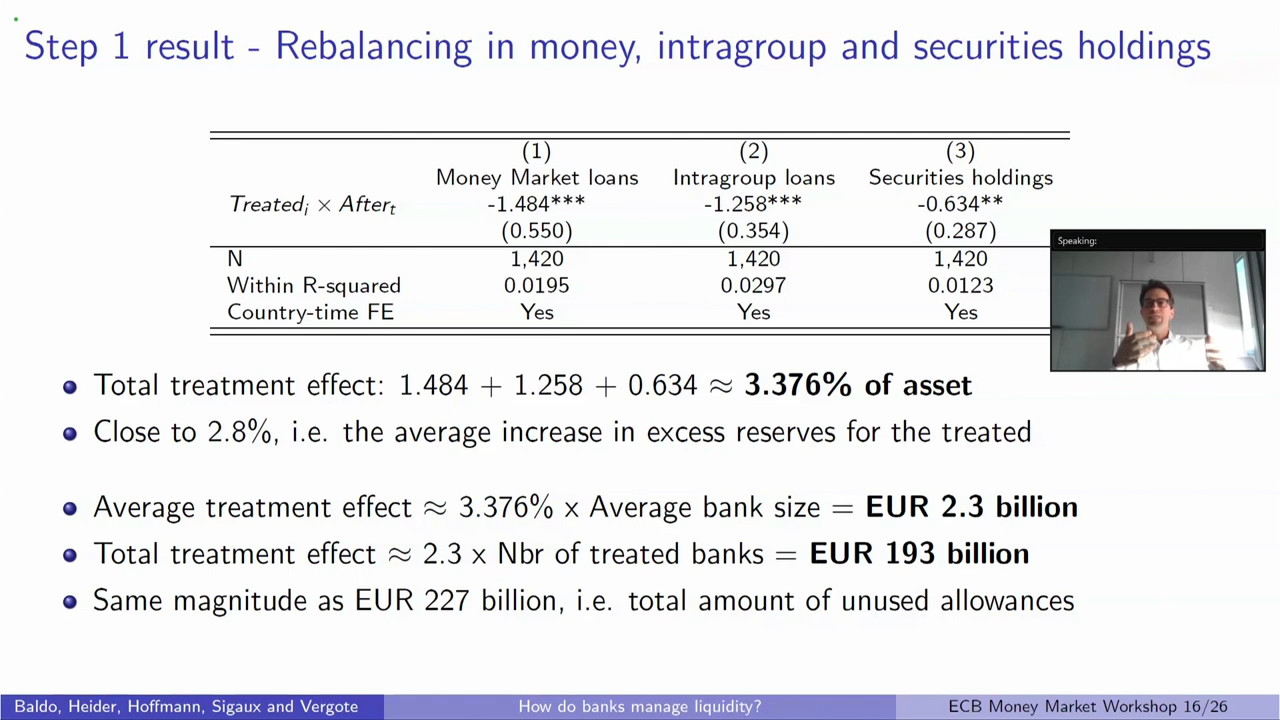 Step 1 result - Rebalancing in money, intragroup and securities holdings
(1) (2) (3)
Money Market loans Intragroup loans Securities holdings
Treatedᵢ × Afterₜ -1.484*** -1.258*** -0.634**
(0.550) (0.354) (0.287)
N 1,420 1,420 1,420
Within R-squared 0.0195 0.0297 0.0123
Country-time FE Yes Yes Yes
Speaking:
Total treatment effect: 1.484 + 1.258 + 0.634 ≈ 3.376% of asset
Close to 2.8%, i.e. the average increase in excess reserves for the treated
Average treatment effect ≈ 3.376% x Average bank size = EUR 2.3 billion
Total treatment effect ≈ 2.3 x Nbr of treated banks = EUR 193 billion
Same magnitude as EUR 227 billion, i.e. total amount of unused allowances
Baldo, Heider, Hoffmann, Sigaux and Vergote How do banks manage liquidity? ECB Money Market Workshop 16/26